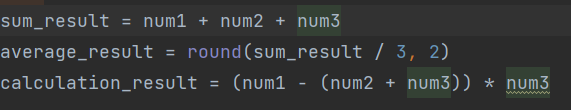 sum_result = num1 + num2 + num3
average_result = round(sum_result / 3, 2)
calculation_result = (num1 - (num2 + num3)) * num3